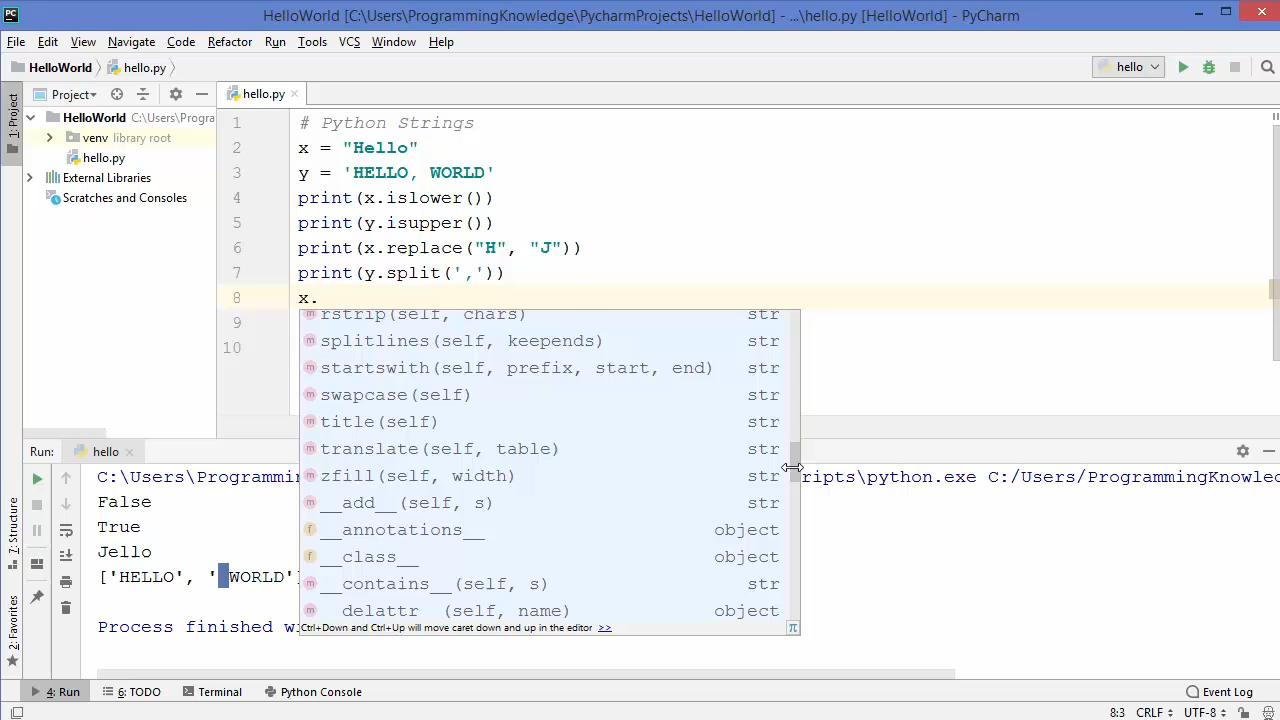 PC HelloWorld [C:\Users\ProgrammingKnowledge\PycharmProjects\HelloWorld] - ...\hello.py [HelloWorld] - PyCharm
File Edit View Navigate Code Refactor Run Tools VCS Window Help
HelloWorld hello.py hello
1: Project
Project hello.py
HelloWorld C:\Users\Progra
venv library root
hello.py
External Libraries
Scratches and Consoles
1 # Python Strings
2 x = "Hello"
3 y = 'HELLO, WORLD'
4 print(x.islower())
5 print(y.isupper())
6 print(x.replace("H", "J"))
7 print(y.split(','))
8 x.
9
10
rstrip(self, chars) str
splitlines(self, keepends) str
startswith(self, prefix, start, end) str
swapcase(self) str
title(self) str
translate(self, table) str
zfill(self, width) str
__add__(self, s) str
__annotations__ object
__class__ object
__contains__(self, s) str
__delattr__(self, name) object
Ctrl+Down and Ctrl+Up will move caret down and up in the editor >> π
Run: hello
C:\Users\Programmin
ripts\python.exe C:/Users/ProgrammingKnowled
False
True
Jello
['HELLO', ' WORLD'
Process finished wi
7: Structure
2: Favorites
4: Run 6: TODO Terminal Python Console Event Log
8:3 CRLF UTF-8